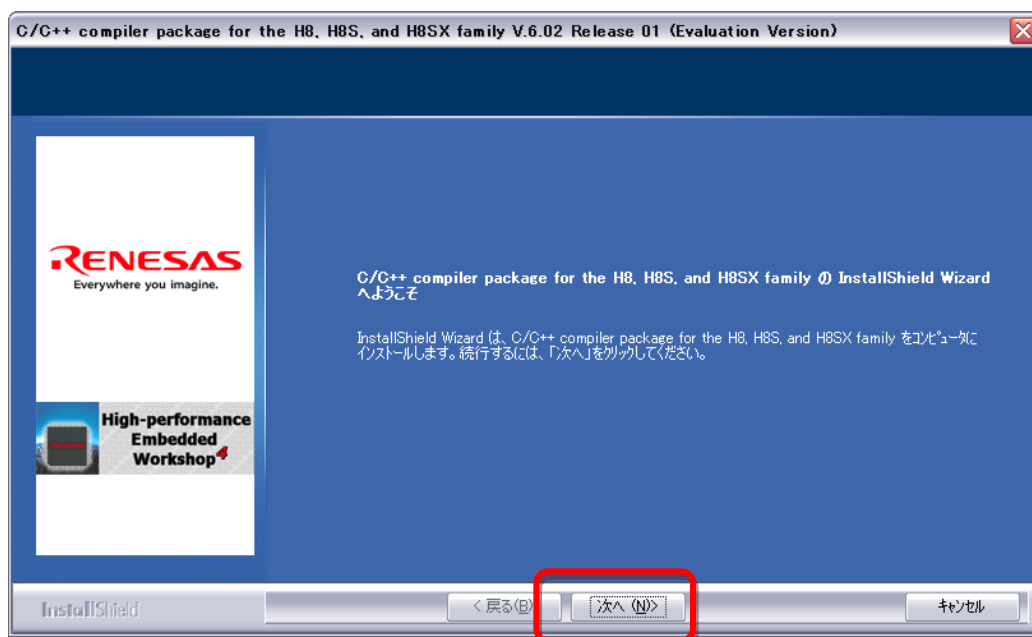 C/C++ compiler package for the H8, H8S, and H8SX family V.6.02 Release 01 (Evaluation Version)
RENESAS
Everywhere you imagine.
C/C++ compiler package for the H8, H8S, and H8SX family の InstallShield Wizard
へようこそ
InstallShield Wizard は、C/C++ compiler package for the H8, H8S, and H8SX family をコンピュータに
インストールします。続行するには、「次へ」をクリックしてください。
High-performance
Embedded
Workshop4
InstallShield
< 戻る(B)
次へ (N)>
キャンセル